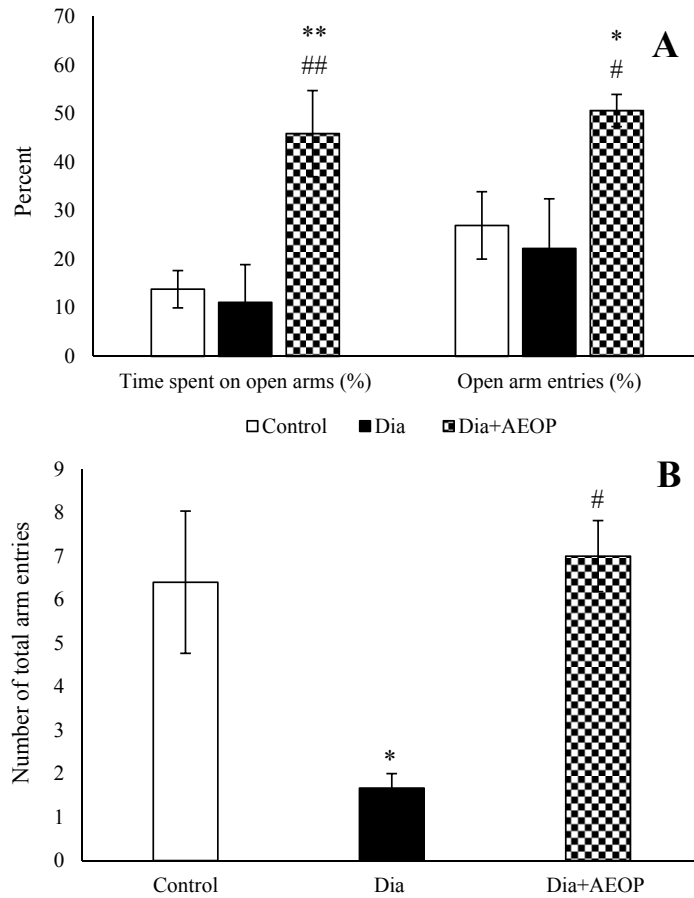 70
60
50
40
30
20
10
0
Percent
**
##
*
#
A
Time spent on open arms (%)
Open arm entries (%)
Control
Dia
Dia+AEOP
9
8
7
6
5
4
3
2
1
0
Number of total arm entries
B
*
#
Control
Dia
Dia+AEOP